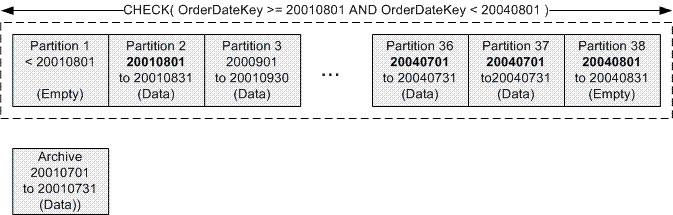 CHECK( OrderDateKey >= 20010801 AND OrderDateKey < 20040801 )
Partition 1
< 20010801
(Empty)
Partition 2
20010801
to 20010831
(Data)
Partition 3
2000901
to 20010930
(Data)
...
Partition 36
20040701
to 20040731
(Data)
Partition 37
20040701
to20040731
(Data)
Partition 38
20040801
to 20040831
(Empty)
Archive
20010701
to 20010731
(Data))